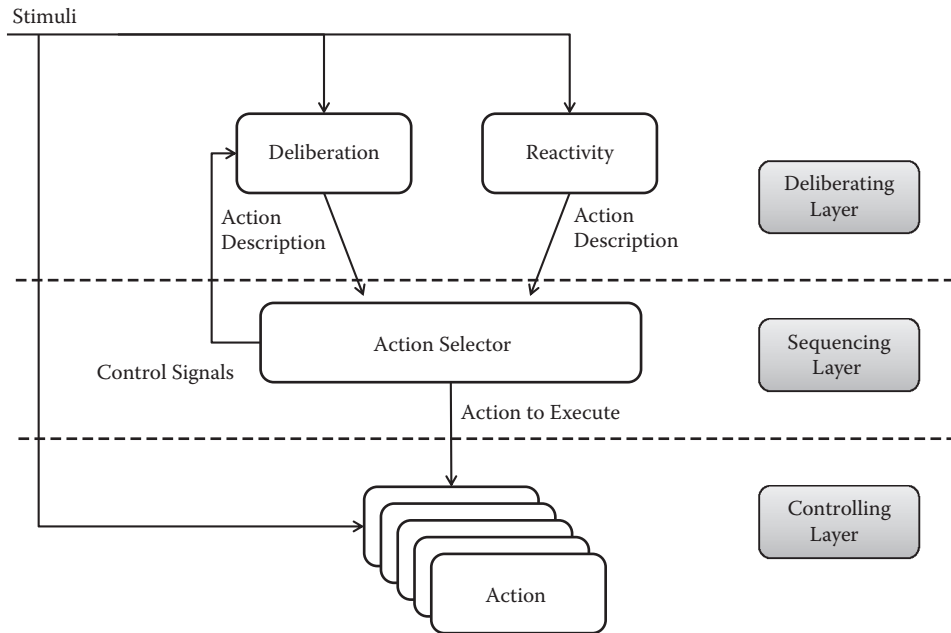 Stimuli
Deliberation
Reactivity
Deliberating
Layer
Action
Description
Action
Description
Action Selector
Sequencing
Layer
Control Signals
Action to Execute
Controlling
Layer
Action